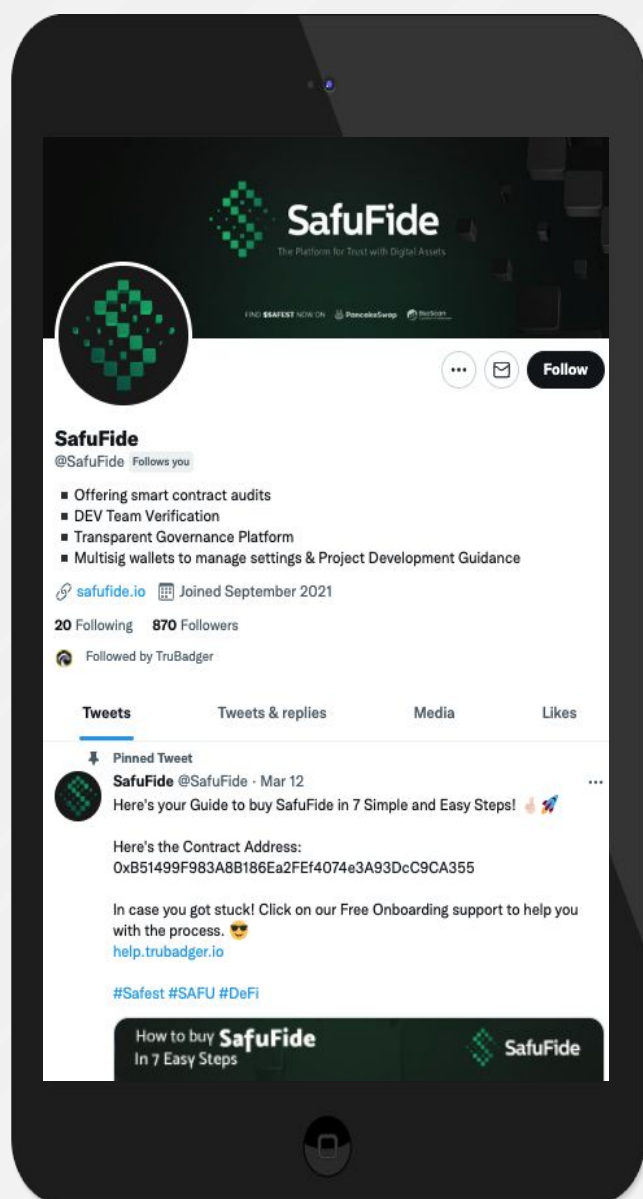 SafuFide
The Platform for Trust with Digital Assets
FIND $SAFEST NOW ON PancakeSwap BscScan
Follow
SafuFide
@SafuFide Follows you
▪ Offering smart contract audits
▪ DEV Team Verification
▪ Transparent Governance Platform
▪ Multisig wallets to manage settings & Project Development Guidance
safufide.io Joined September 2021
20 Following 870 Followers
Followed by TruBadger
Tweets Tweets & replies Media Likes
Pinned Tweet
SafuFide @SafuFide · Mar 12
Here's your Guide to buy SafuFide in 7 Simple and Easy Steps! ☝🏻 🚀
Here's the Contract Address:
0xB51499F983A8B186Ea2FEf4074e3A93DcC9CA355
In case you got stuck! Click on our Free Onboarding support to help you
with the process. 😎
help.trubadger.io
#Safest #SAFU #DeFi
How to buy SafuFide
In 7 Easy Steps
SafuFide